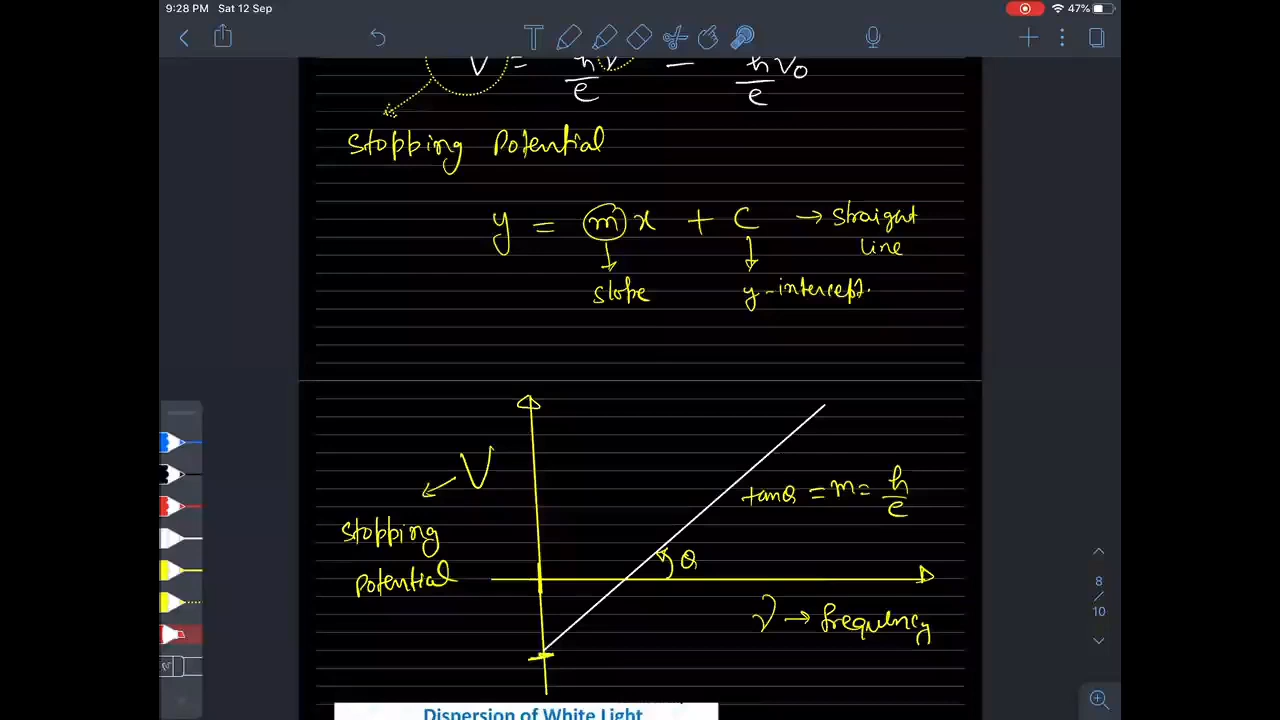 9:28 PM Sat 12 Sep
47%
V = h/e ν − h/e ν₀
Stopping Potential
y = m x + C → straight line
slope
y-intercept.
V
stopping
potential
tanθ = m = h/e
θ
ν → frequency
8
/
10
Dispersion of White Light